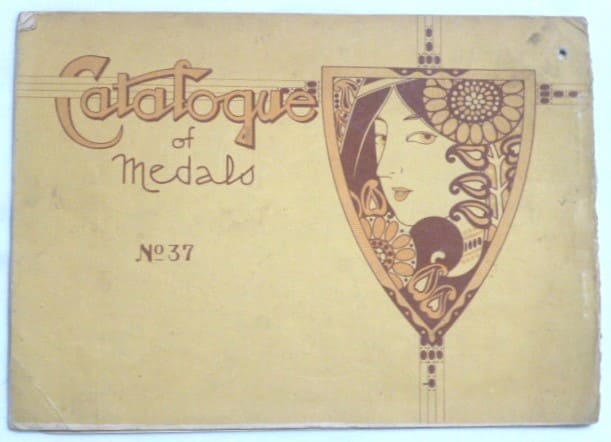 Catalogue
of
Medals
No 37